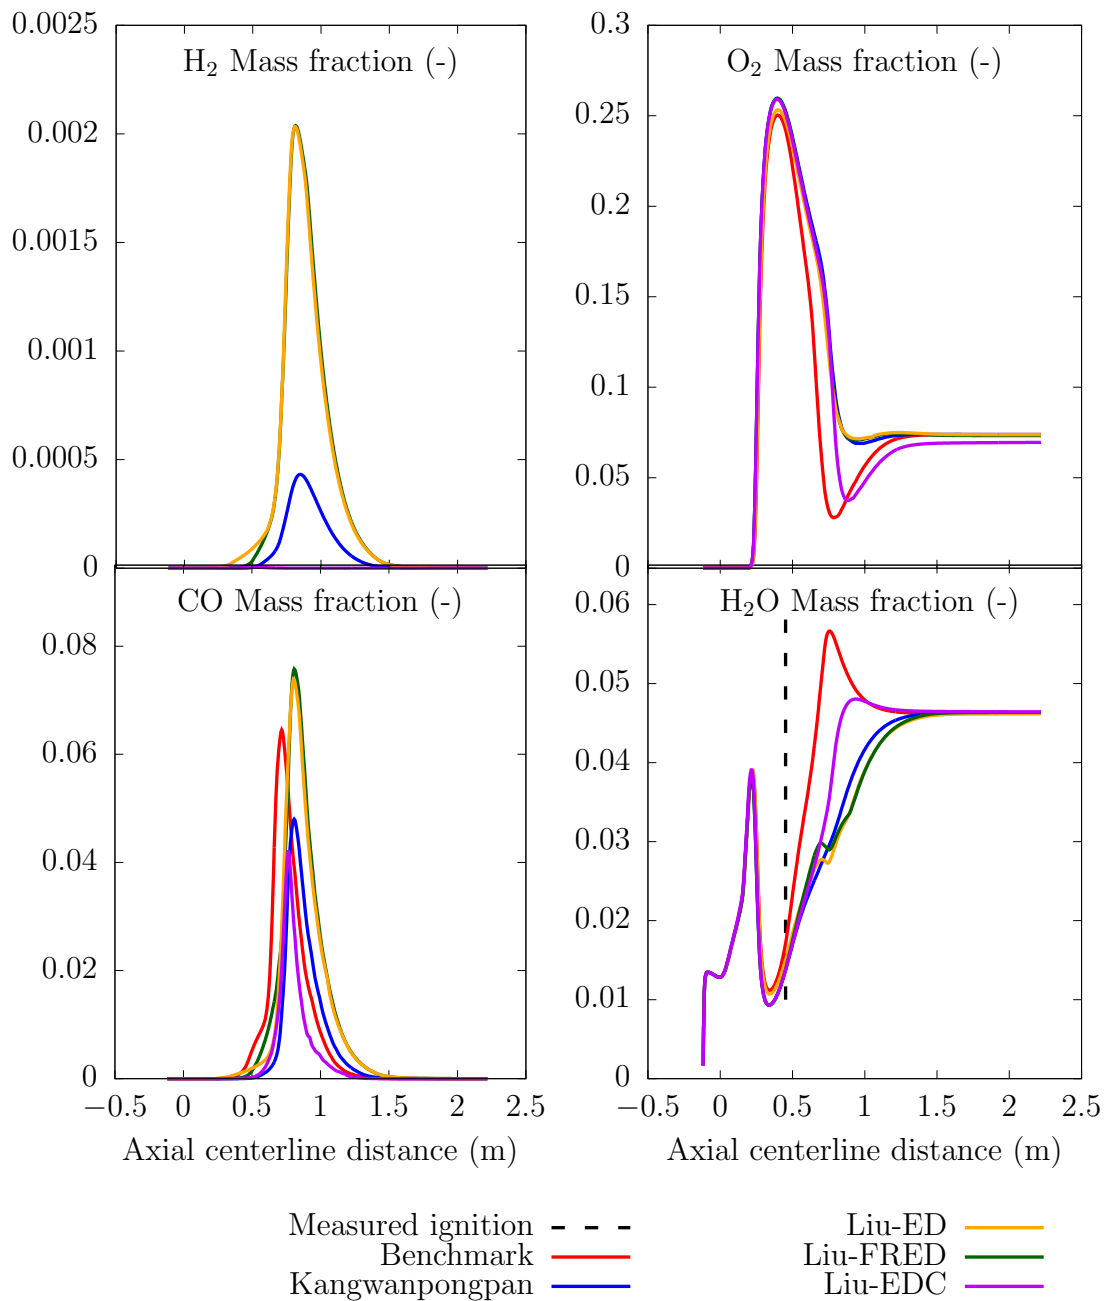 H₂ Mass fraction (-)
0.0025
0.002
0.0015
0.001
0.0005
0
O₂ Mass fraction (-)
0.3
0.25
0.2
0.15
0.1
0.05
0
CO Mass fraction (-)
0.08
0.06
0.04
0.02
0
−0.5 0 0.5 1 1.5 2 2.5
Axial centerline distance (m)
H₂O Mass fraction (-)
0.06
0.05
0.04
0.03
0.02
0.01
0
−0.5 0 0.5 1 1.5 2 2.5
Axial centerline distance (m)
Measured ignition
Benchmark
Kangwanpongpan
Liu-ED
Liu-FRED
Liu-EDC